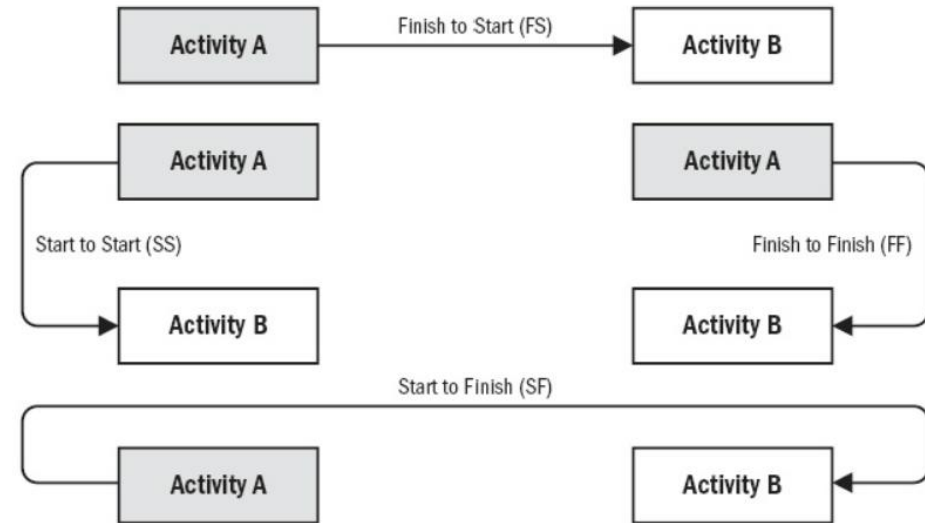 Activity A
Finish to Start (FS)
Activity B
Activity A
Activity A
Start to Start (SS)
Finish to Finish (FF)
Activity B
Activity B
Start to Finish (SF)
Activity A
Activity B